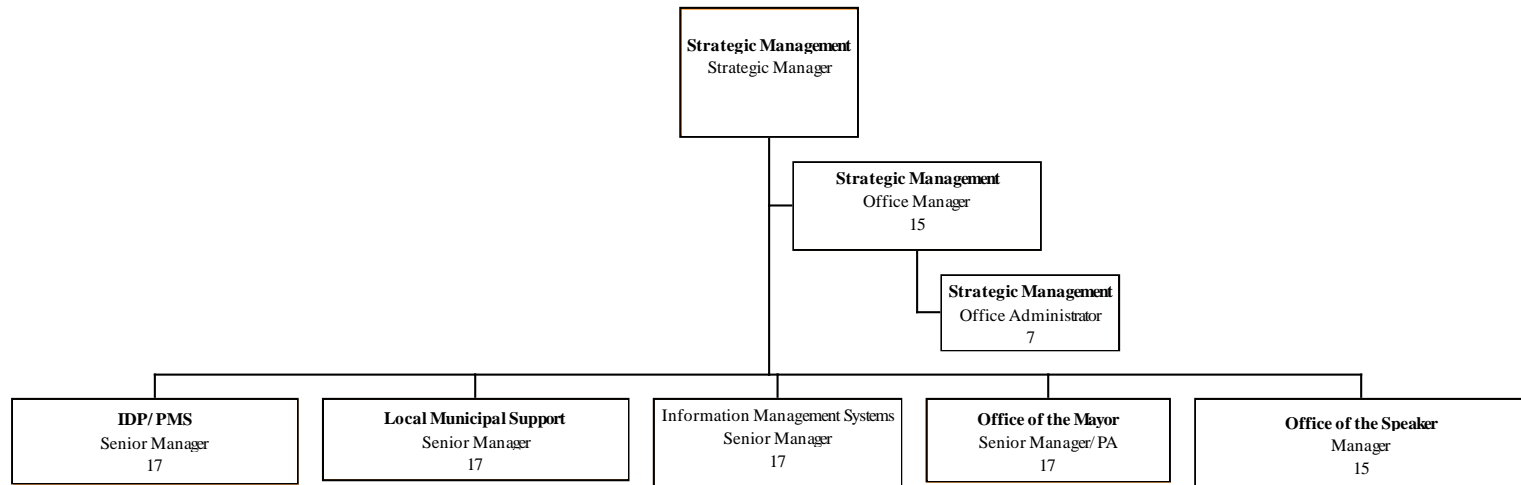 Strategic Management
Strategic Manager
Strategic Management
Office Manager
15
Strategic Management
Office Administrator
7
IDP/PMS
Senior Manager
17
Local Municipal Support
Senior Manager
17
Information Management Systems
Senior Manager
17
Office of the Mayor
Senior Manager/PA
17
Office of the Speaker
Manager
15